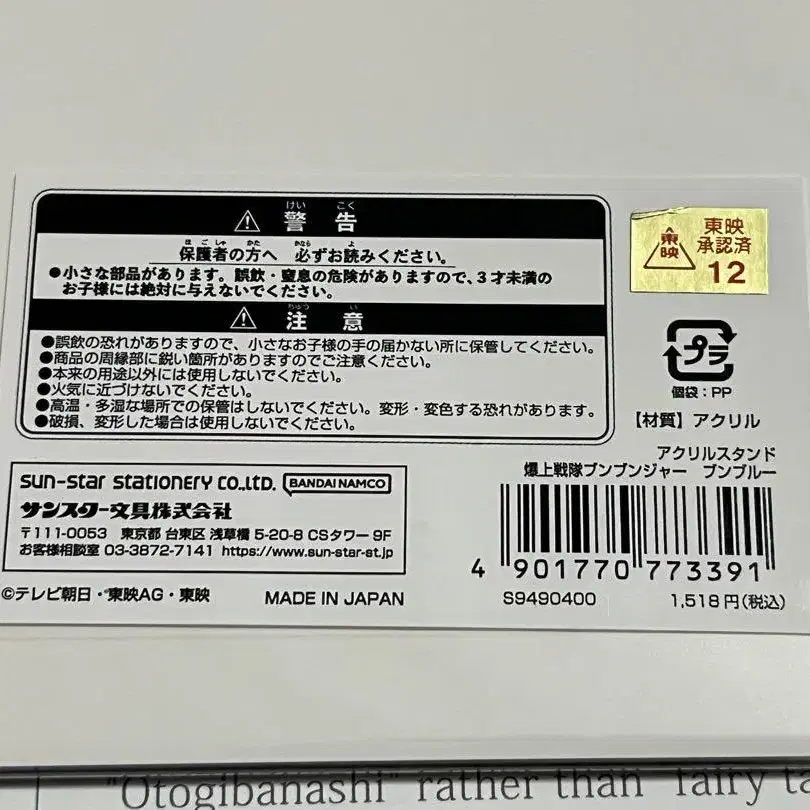 警告
保護者の方へ 必ずお読みください。
●小さな部品があります。誤飲・窒息の危険がありますので、3才未満の
お子様には絶対に与えないでください。
注意
●誤飲の恐れがありますので、小さなお子様の手の届かない所に保管してください。
●商品の周縁部に鋭い箇所がありますのでご注意ください。
●本来の用途以外には使用しないでください。
●火気に近づけないでください。
●高温・多湿な場所での保管はしないでください。変形・変色する恐れがあります。
●破損、変形した場合は使用しないでください。
東映
東映
承認済
12
プラ
個袋:PP
【材質】アクリル
アクリルスタンド
爆上戦隊ブンブンジャー ブンブルー
4 901770 773391
S9490400 1,518円(税込)
sun-star stationery co.,ltd. BANDAI NAMCO
サンスター文具株式会社
〒111-0053 東京都 台東区 浅草橋 5-20-8 CSタワー 9F
お客様相談室 03-3872-7141 https://www.sun-star-st.jp
©テレビ朝日・東映AG・東映 MADE IN JAPAN
"Otogibanashi" rather than "fairy ta